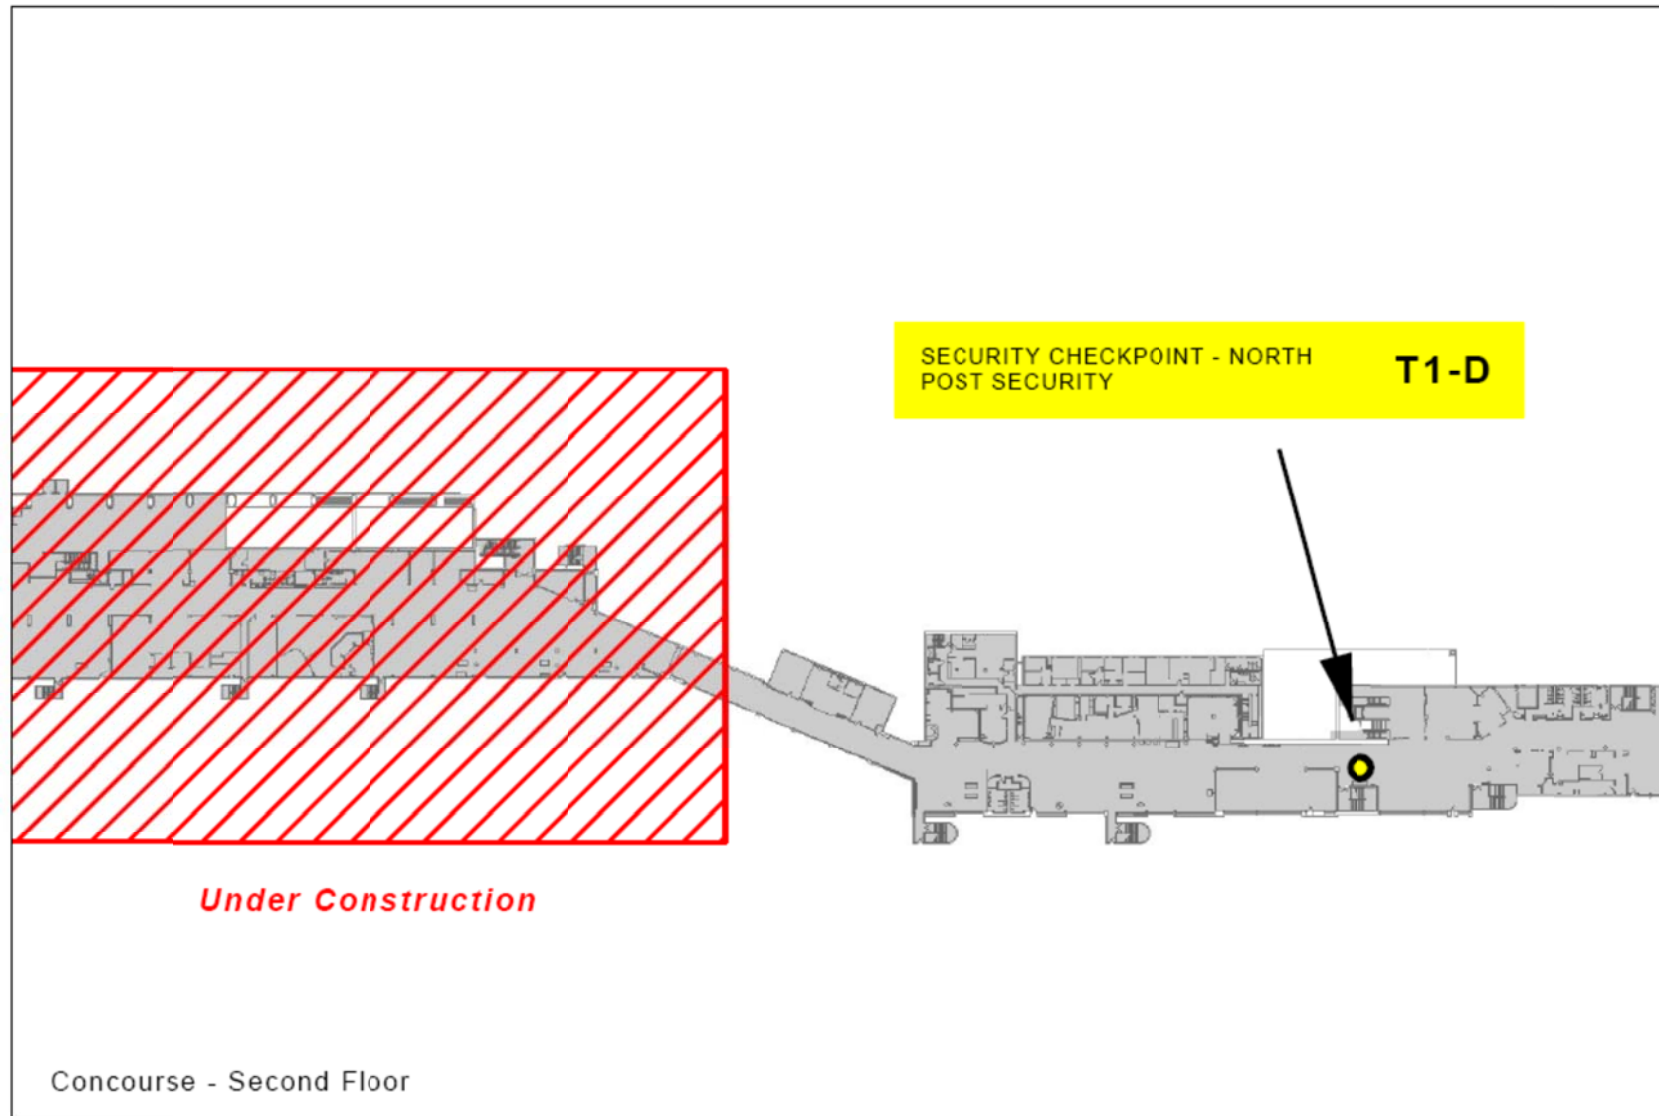 SECURITY CHECKPOINT - NORTH
POST SECURITY
T1-D
Under Construction
Concourse - Second Floor